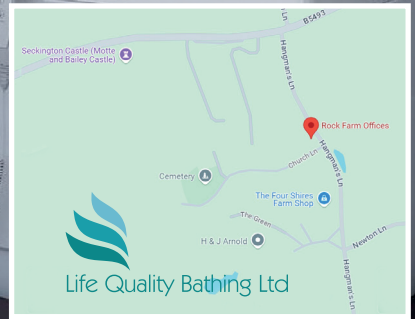 B5493
Hangman's Ln
Seckington Castle (Motte
and Bailey Castle)
Rock Farm Offices
Hangman's Ln
Church Ln
Cemetery
The Four Shires
Farm Shop
The Green
H & J Arnold
Newton Ln
Hangman's Ln
Life Quality Bathing Ltd